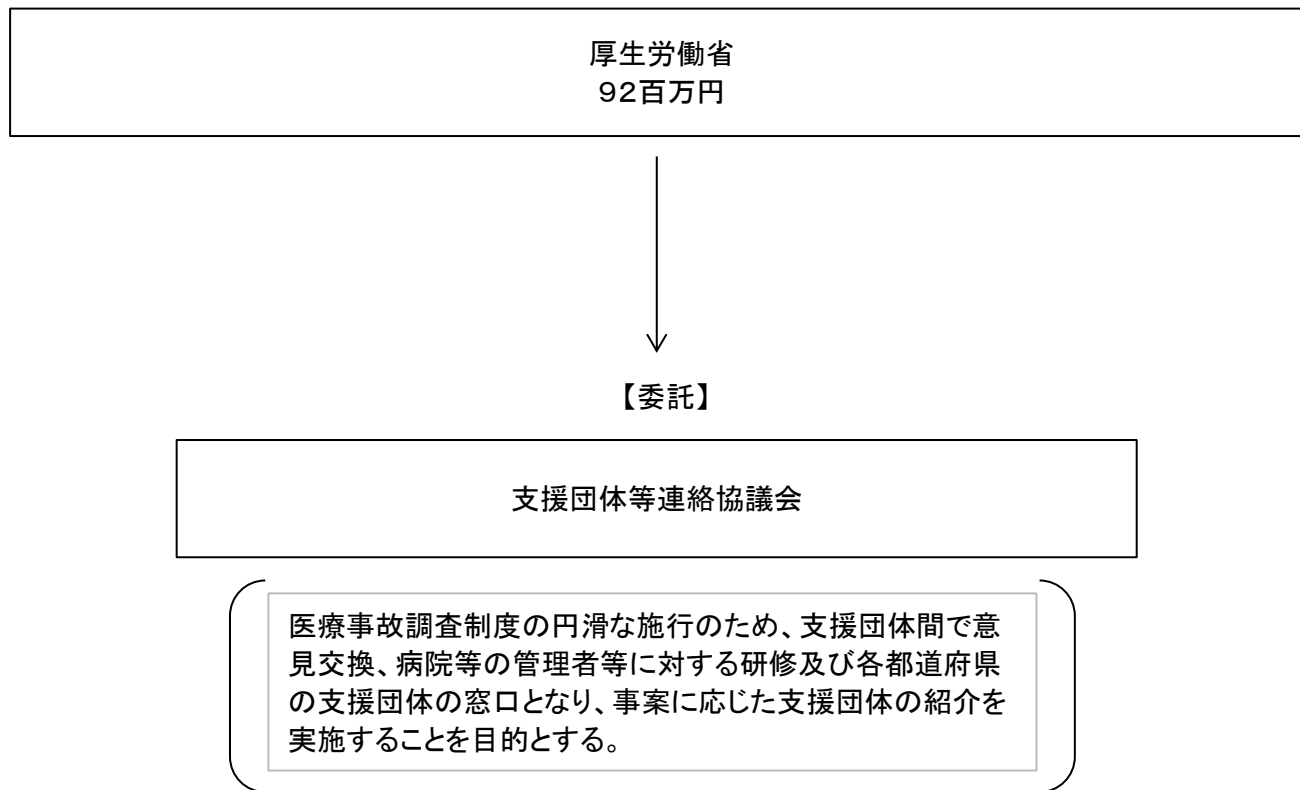 厚生労働省
９２百万円
【委託】
支援団体等連絡協議会
医療事故調査制度の円滑な施行のため、支援団体間で意
見交換、病院等の管理者等に対する研修及び各都道府県
の支援団体の窓口となり、事案に応じた支援団体の紹介を
実施することを目的とする。